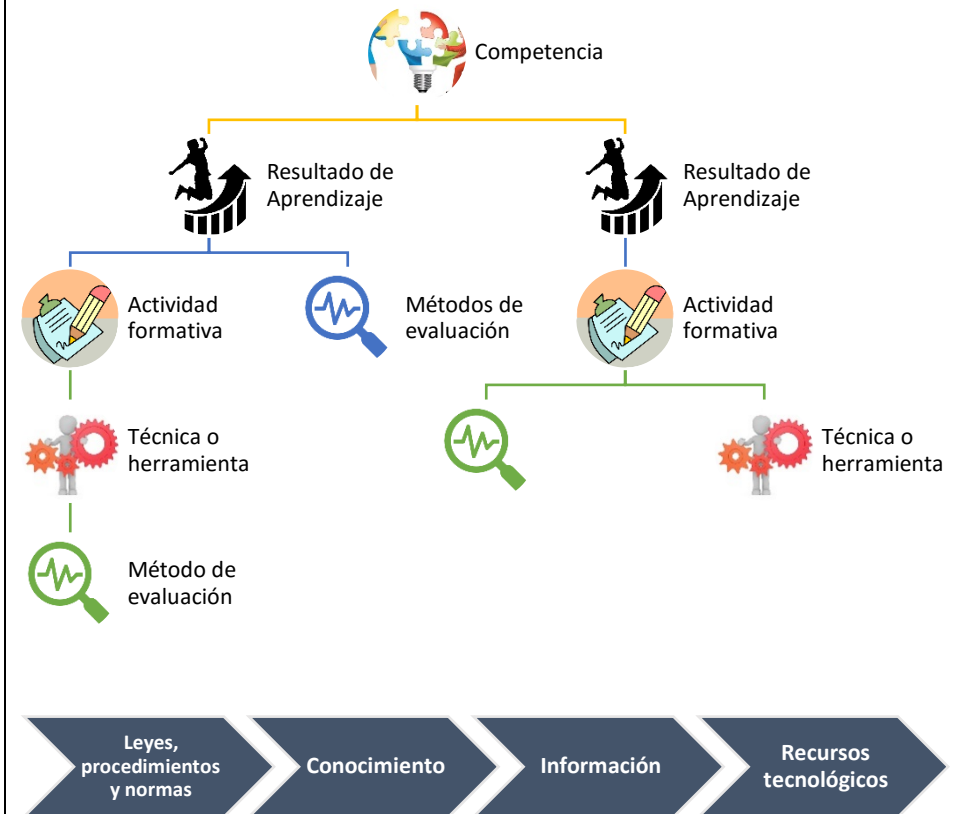 Competencia
Resultado de
Aprendizaje
Resultado de
Aprendizaje
Actividad
formativa
Métodos de
evaluación
Actividad
formativa
Técnica o
herramienta
Técnica o
herramienta
Método de
evaluación
Leyes,
procedimientos
y normas
Conocimiento
Información
Recursos
tecnológicos